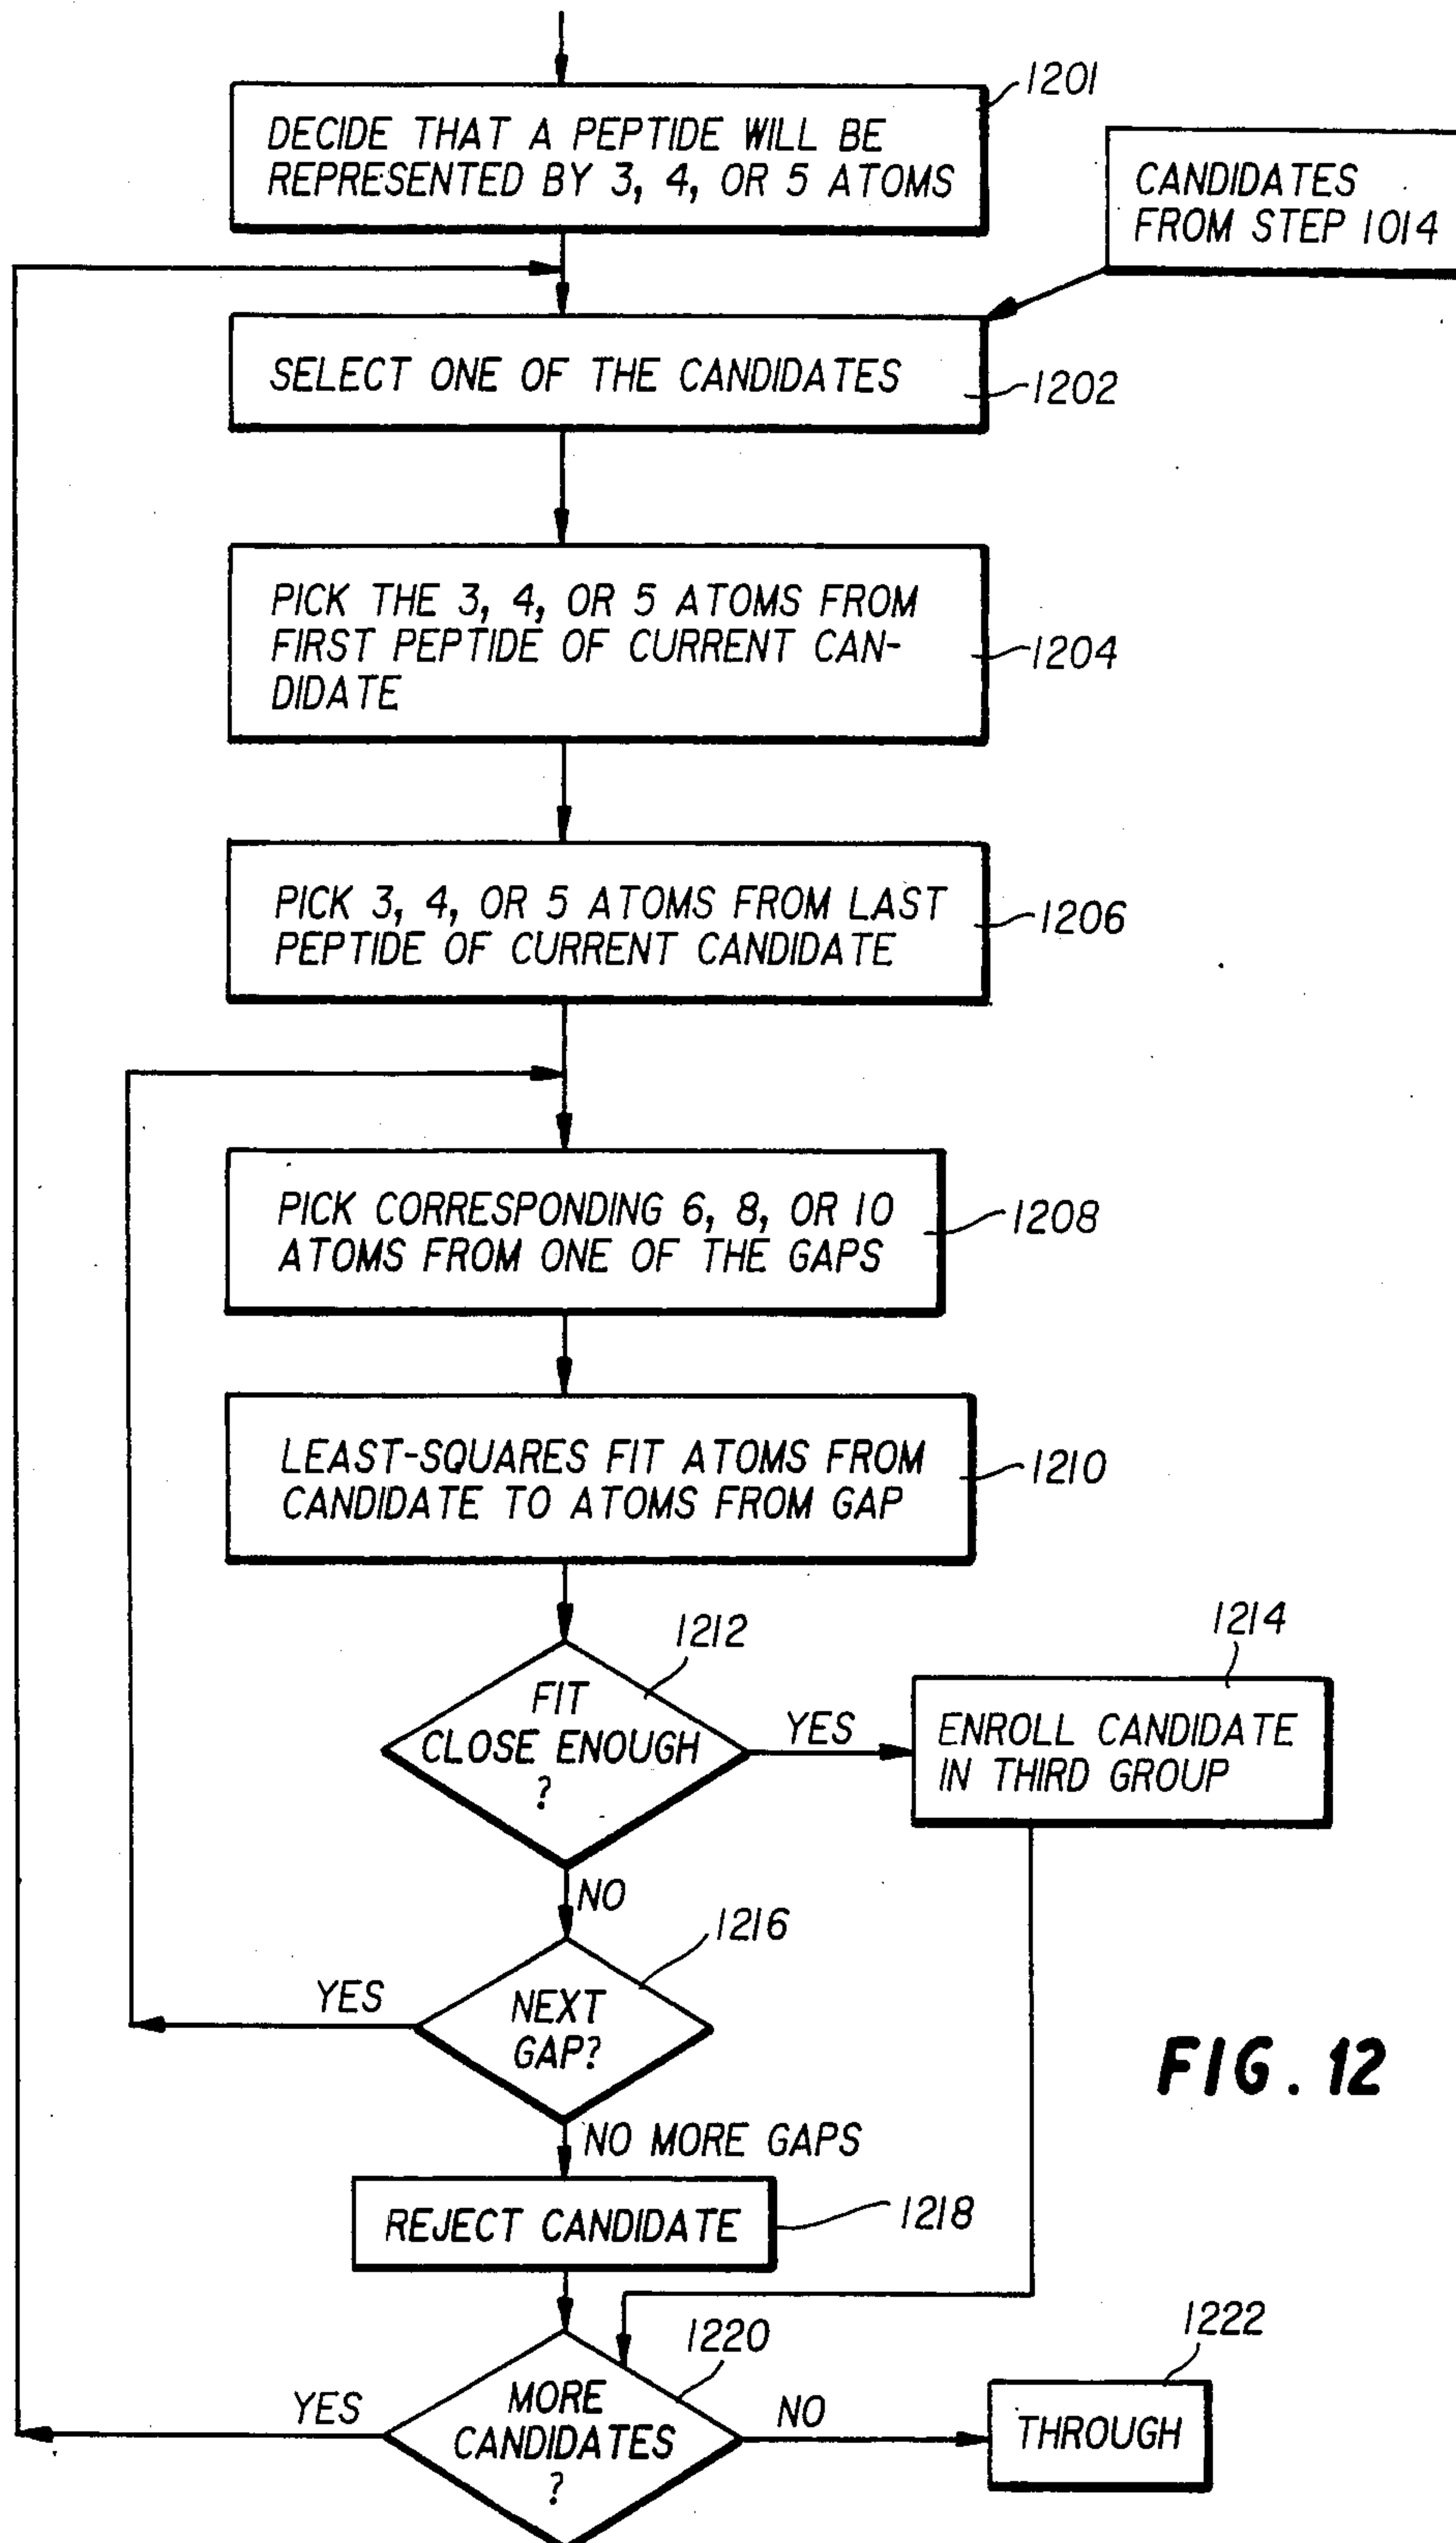 1201
DECIDE THAT A PEPTIDE WILL BE
REPRESENTED BY 3, 4, OR 5 ATOMS
CANDIDATES
FROM STEP 1014
SELECT ONE OF THE CANDIDATES
1202
PICK THE 3, 4, OR 5 ATOMS FROM
FIRST PEPTIDE OF CURRENT CAN-
DIDATE
1204
PICK 3, 4, OR 5 ATOMS FROM LAST
PEPTIDE OF CURRENT CANDIDATE
1206
PICK CORRESPONDING 6, 8, OR 10
ATOMS FROM ONE OF THE GAPS
1208
LEAST-SQUARES FIT ATOMS FROM
CANDIDATE TO ATOMS FROM GAP
1210
1212
FIT
CLOSE ENOUGH
?
YES
1214
ENROLL CANDIDATE
IN THIRD GROUP
NO
1216
NEXT
GAP?
YES
FIG. 12
NO MORE GAPS
REJECT CANDIDATE
1218
1220
MORE
CANDIDATES
?
YES
NO
1222
THROUGH